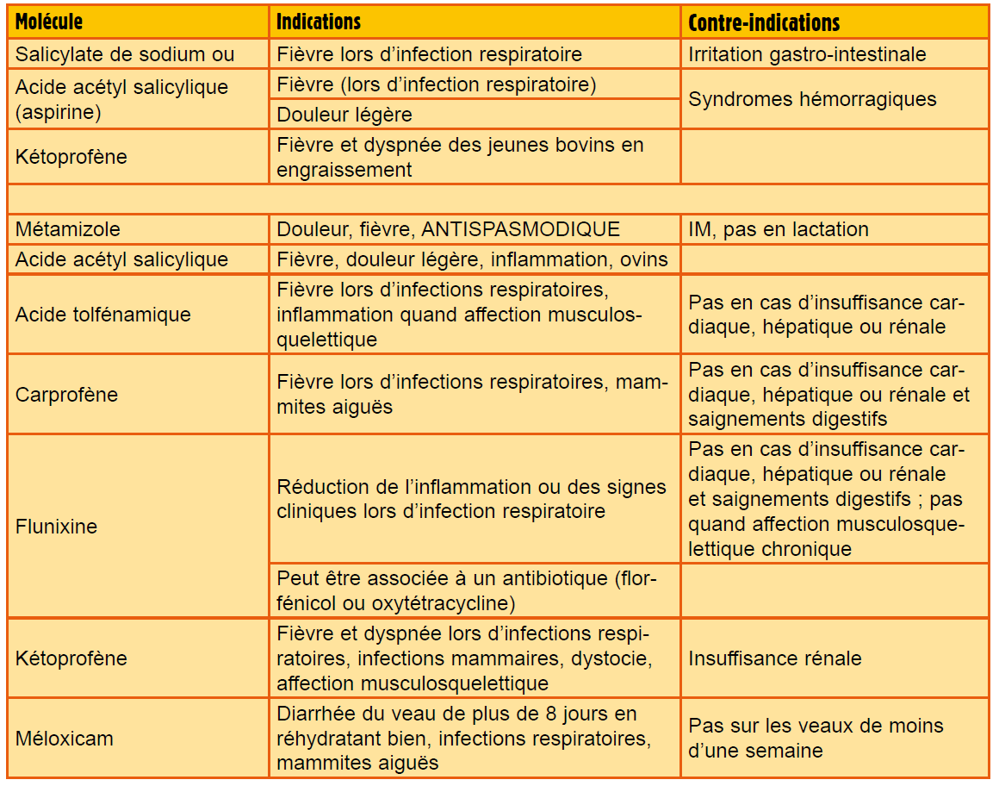 Molécule
Indications
Contre-indications
Salicylate de sodium ou
Fièvre lors d’infection respiratoire
Irritation gastro-intestinale
Acide acétyl salicylique
(aspirine)
Fièvre (lors d’infection respiratoire)
Douleur légère
Syndromes hémorragiques
Kétoprofène
Fièvre et dyspnée des jeunes bovins en
engraissement
Métamizole
Douleur, fièvre, ANTISPASMODIQUE
IM, pas en lactation
Acide acétyl salicylique
Fièvre, douleur légère, inflammation, ovins
Acide tolfénamique
Fièvre lors d’infections respiratoires,
inflammation quand affection musculos-
quelettique
Pas en cas d’insuffisance car-
diaque, hépatique ou rénale
Carprofène
Fièvre lors d’infections respiratoires, mam-
mites aiguës
Pas en cas d’insuffisance car-
diaque, hépatique ou rénale et
saignements digestifs
Flunixine
Réduction de l’inflammation ou des signes
cliniques lors d’infection respiratoire
Pas en cas d’insuffisance car-
diaque, hépatique ou rénale
et saignements digestifs ; pas
quand affection musculosque-
lettique chronique
Peut être associée à un antibiotique (flor-
fénicol ou oxytétracycline)
Kétoprofène
Fièvre et dyspnée lors d’infections respi-
ratoires, infections mammaires, dystocie,
affection musculosquelettique
Insuffisance rénale
Méloxicam
Diarrhée du veau de plus de 8 jours en
réhydratant bien, infections respiratoires,
mammites aiguës
Pas sur les veaux de moins
d’une semaine